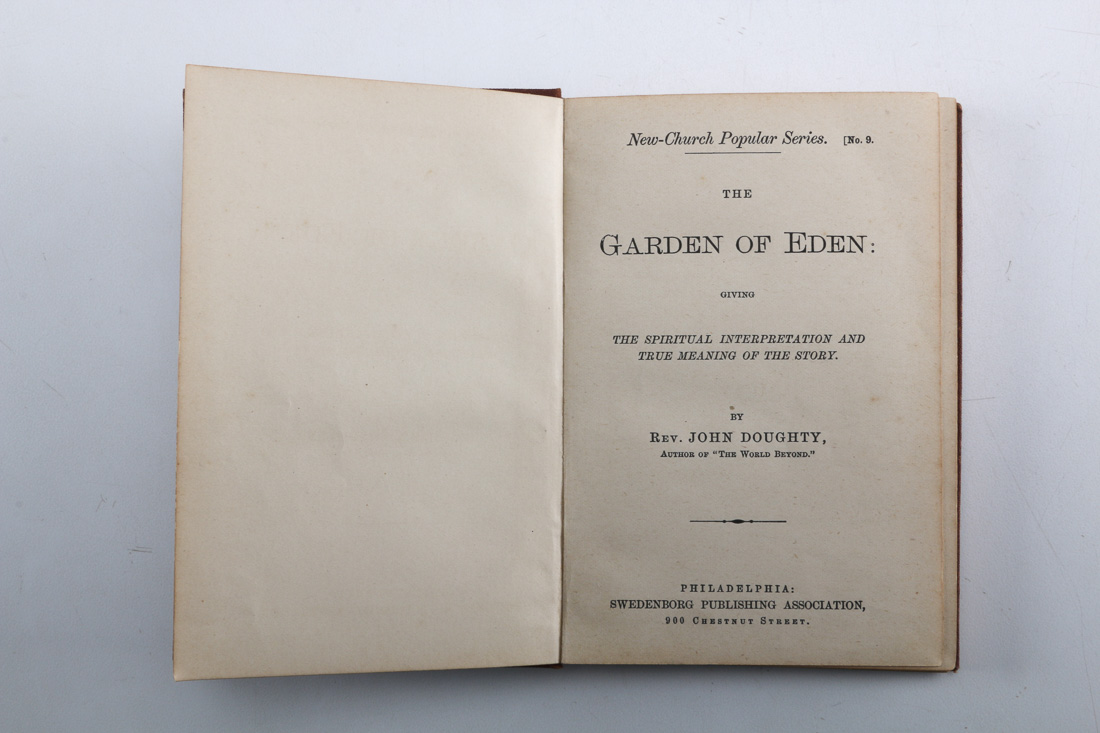 New-Church Popular Series. [No. 9.
THE
GARDEN OF EDEN:
GIVING
THE SPIRITUAL INTERPRETATION AND
TRUE MEANING OF THE STORY.
BY
REV. JOHN DOUGHTY,
AUTHOR OF "THE WORLD BEYOND."
PHILADELPHIA:
SWEDENBORG PUBLISHING ASSOCIATION,
900 CHESTNUT STREET.